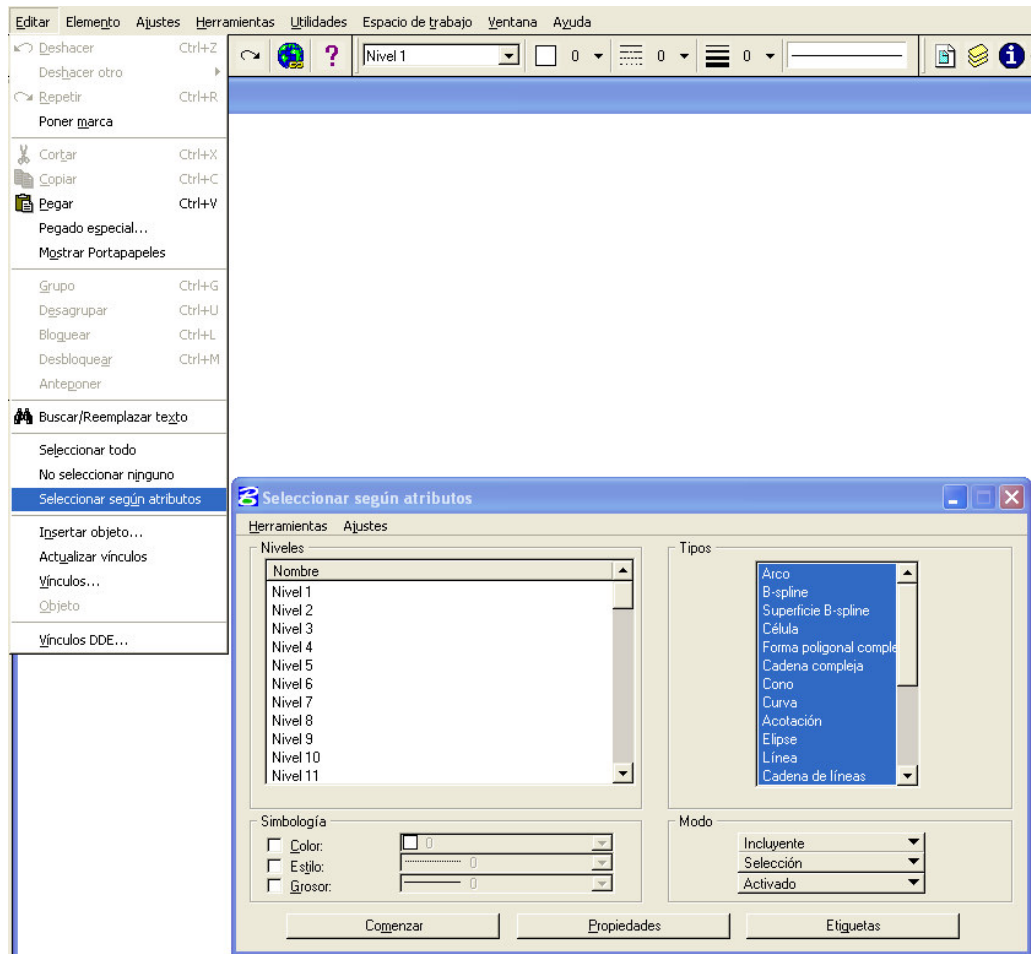 Editar Elemento Ajustes Herramientas Utilidades Espacio de trabajo Ventana Ayuda
Deshacer Ctrl+Z
Deshacer otro
Repetir Ctrl+R
Poner marca
Cortar Ctrl+X
Copiar Ctrl+C
Pegar Ctrl+V
Pegado especial...
Mostrar Portapapeles
Grupo Ctrl+G
Desagrupar Ctrl+U
Bloquear Ctrl+L
Desbloquear Ctrl+M
Anteponer
Buscar/Reemplazar texto
Seleccionar todo
No seleccionar ninguno
Seleccionar según atributos
Insertar objeto...
Actualizar vínculos
Vínculos...
Objeto
Vínculos DDE...
? Nivel 1 0 0 0
Seleccionar según atributos
Herramientas Ajustes
Niveles
Nombre
Nivel 1
Nivel 2
Nivel 3
Nivel 4
Nivel 5
Nivel 6
Nivel 7
Nivel 8
Nivel 9
Nivel 10
Nivel 11
Tipos
Arco
B-spline
Superficie B-spline
Célula
Forma poligonal comple
Cadena compleja
Cono
Curva
Acotación
Elipse
Línea
Cadena de líneas
Simbología
Color: 0
Estilo: 0
Grosor: 0
Modo
Incluyente
Selección
Activado
Comenzar Propiedades Etiquetas